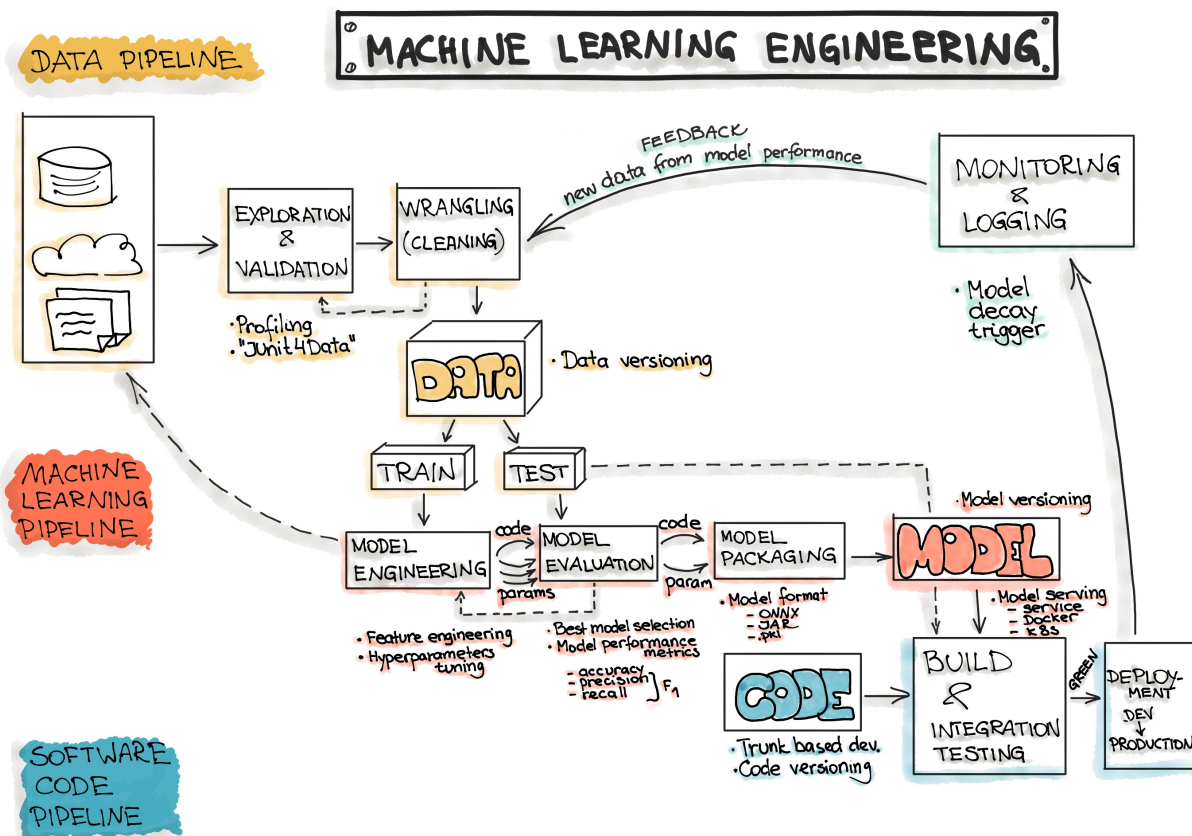 DATA PIPELINE
MACHINE LEARNING ENGINEERING
FEEDBACK
new data from model performance
MONITORING
&
LOGGING
· Model
decay
trigger
EXPLORATION
&
VALIDATION
WRANGLING
(CLEANING)
· Profiling
· "JUnit4Data"
DATA
· Data versioning
TRAIN
TEST
MACHINE
LEARNING
PIPELINE
MODEL
ENGINEERING
code
params
MODEL
EVALUATION
code
param
MODEL
PACKAGING
· Model versioning
MODEL
· Feature engineering
· Hyperparameters
tuning
· Best model selection
· Model performance
metrics
- accuracy
- precision
- recall
F1
· Model format
- ONNX
- JAR
- .pkl
· Model serving
- service
- Docker
- K8S
CODE
· Trunk based dev.
· Code versioning
BUILD
&
INTEGRATION
TESTING
GREEN
DEPLOY-
MENT
DEV
↓
PRODUCTION
SOFTWARE
CODE
PIPELINE